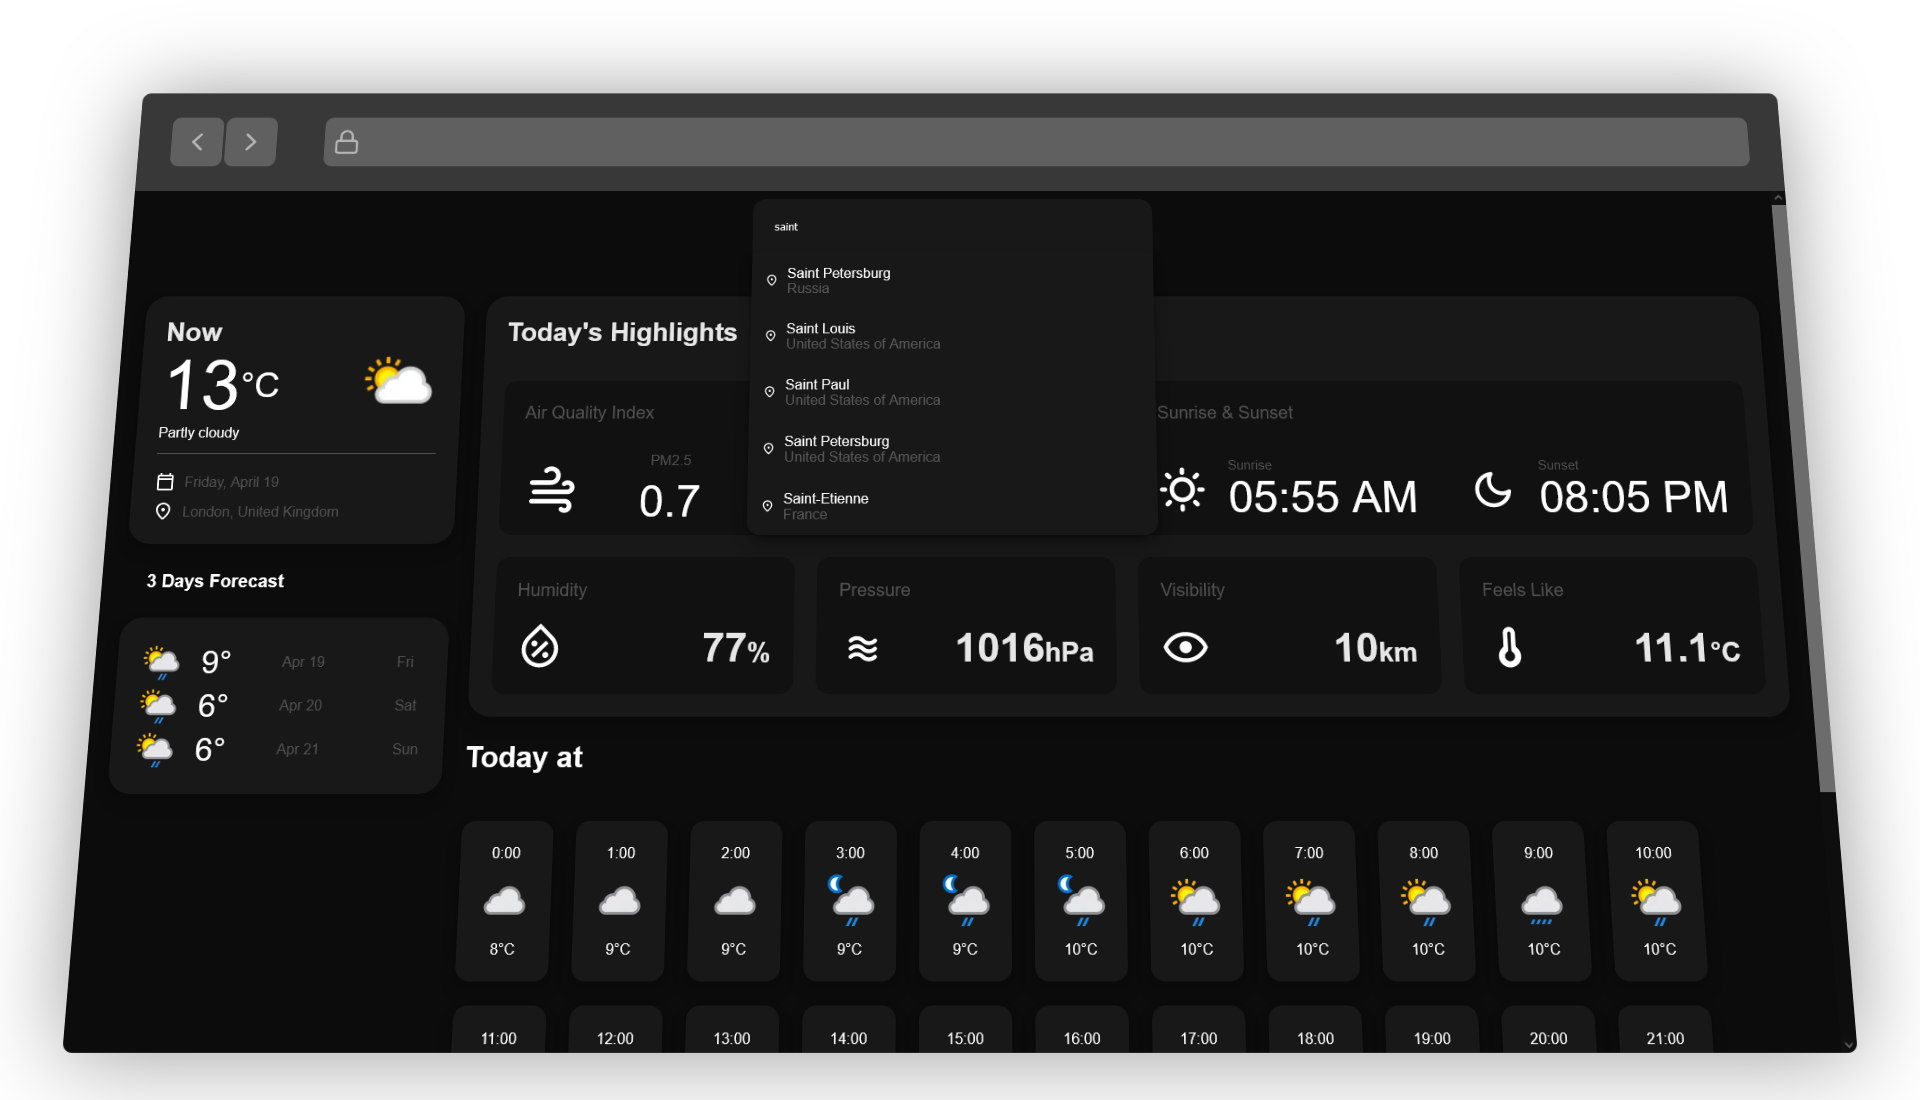 saint
Saint Petersburg
Russia
Saint Louis
United States of America
Saint Paul
United States of America
Saint Petersburg
United States of America
Saint-Etienne
France
Now
13°C
Partly cloudy
Friday, April 19
London, United Kingdom
3 Days Forecast
9° Apr 19 Fri
6° Apr 20 Sat
6° Apr 21 Sun
Today's Highlights
Air Quality Index
PM2.5
0.7
Sunrise & Sunset
Sunrise
05:55 AM
Sunset
08:05 PM
Humidity
77%
Pressure
1016hPa
Visibility
10km
Feels Like
11.1°C
Today at
0:00 1:00 2:00 3:00 4:00 5:00 6:00 7:00 8:00 9:00 10:00
8°C 9°C 9°C 9°C 9°C 10°C 10°C 10°C 10°C 10°C 10°C
11:00 12:00 13:00 14:00 15:00 16:00 17:00 18:00 19:00 20:00 21:00